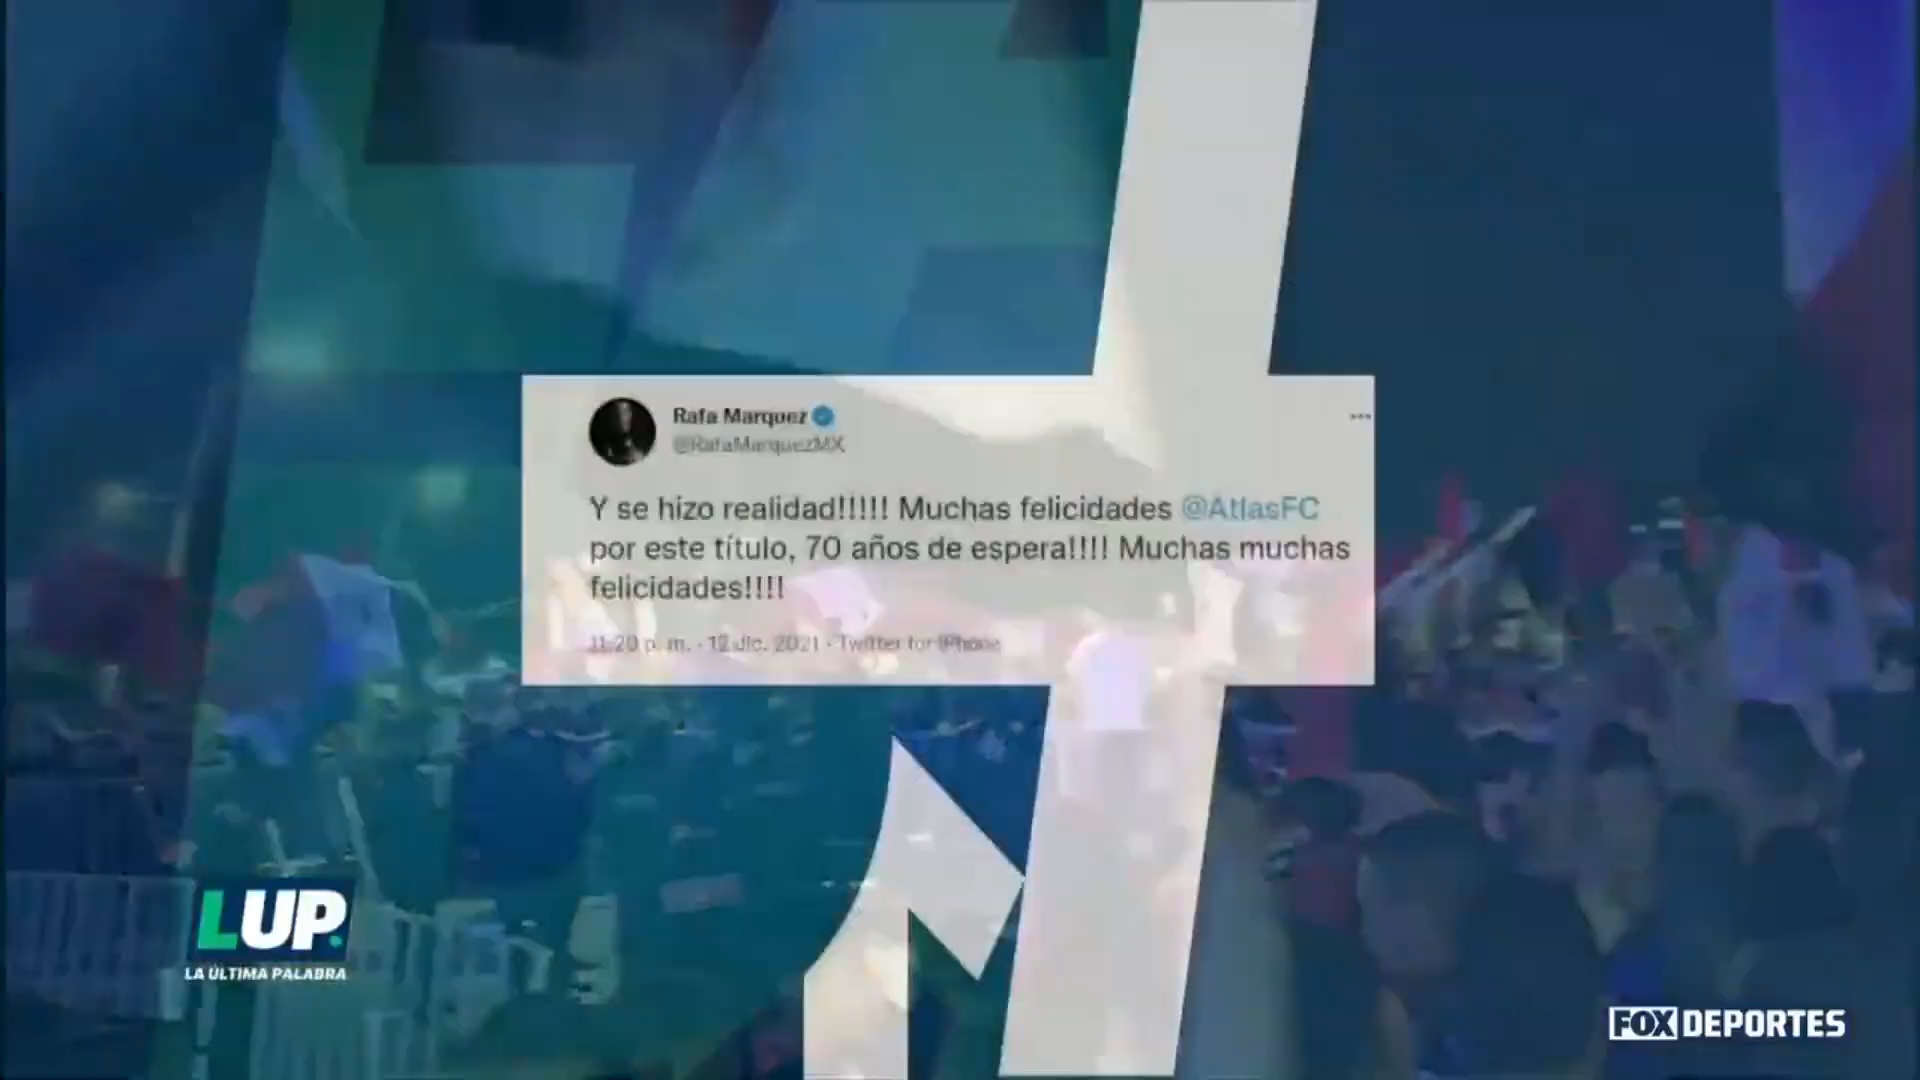 Rafa Marquez
@RafaMarquezMX
Y se hizo realidad!!!!! Muchas felicidades @AtlasFC
por este título, 70 años de espera!!!! Muchas muchas
felicidades!!!!
11:20 p. m. · 12 dic. 2021 · Twitter for iPhone
LUP.
LA ÚLTIMA PALABRA
FOX DEPORTES